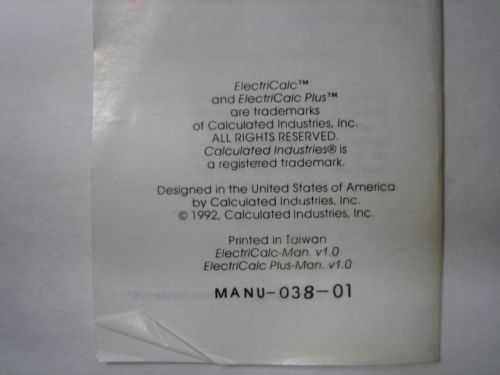 ElectriCalc™
and ElectriCalc Plus™
are trademarks
of Calculated Industries, Inc.
ALL RIGHTS RESERVED.
Calculated Industries® is
a registered trademark.
Designed in the United States of America
by Calculated Industries, Inc.
© 1992, Calculated Industries, Inc.
Printed in Taiwan
ElectriCalc-Man. v1.0
ElectriCalc Plus-Man. v1.0
MANU-038-01